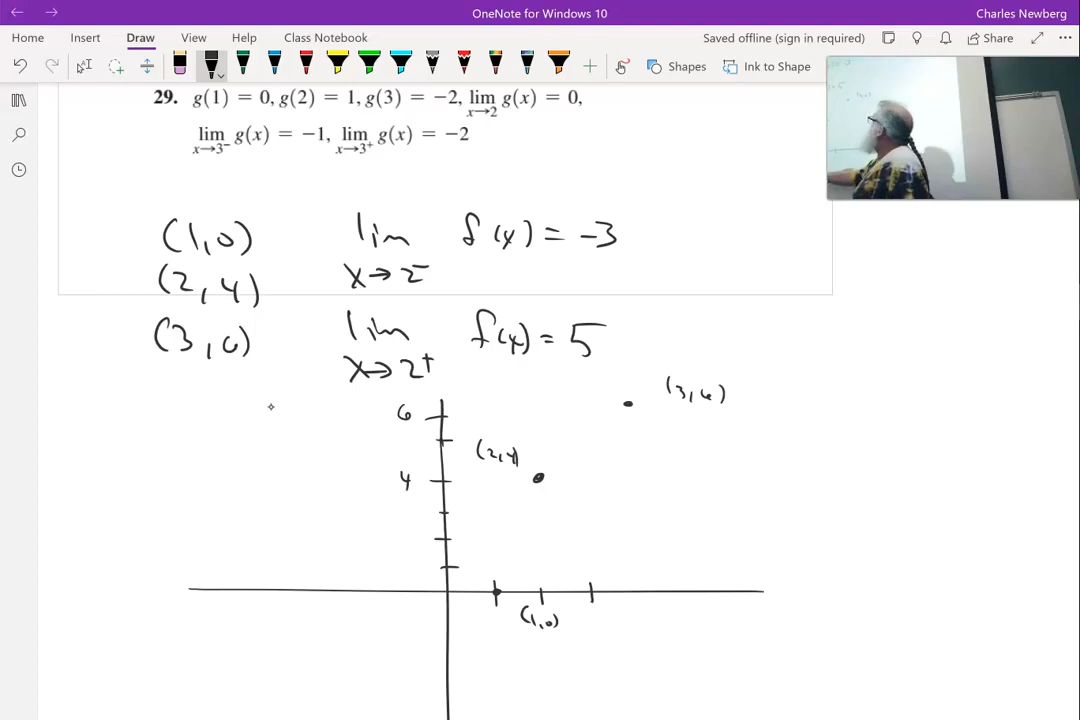 OneNote for Windows 10
Charles Newberg
Home Insert Draw View Help Class Notebook
Saved offline (sign in required) Share
Shapes Ink to Shape
29. g(1) = 0, g(2) = 1, g(3) = −2, lim x→2 g(x) = 0,
lim x→3⁻ g(x) = −1, lim x→3⁺ g(x) = −2
(1,0) lim x→2⁻ f(x) = -3
(2,4)
(3,6) lim x→2⁺ f(x) = 5
(3,6)
6
(2,4)
4
(1,0)